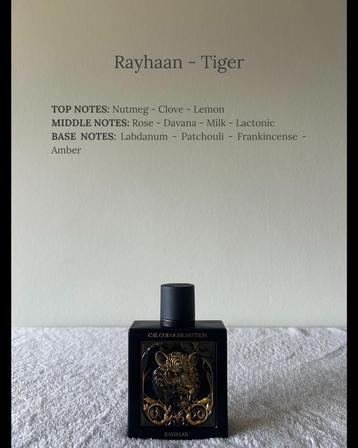 Rayhaan - Tiger
TOP NOTES: Nutmeg - Clove - Lemon
MIDDLE NOTES: Rose - Davana - Milk - Lactonic
BASE NOTES: Labdanum - Patchouli - Frankincense -
Amber
RAYHAAN